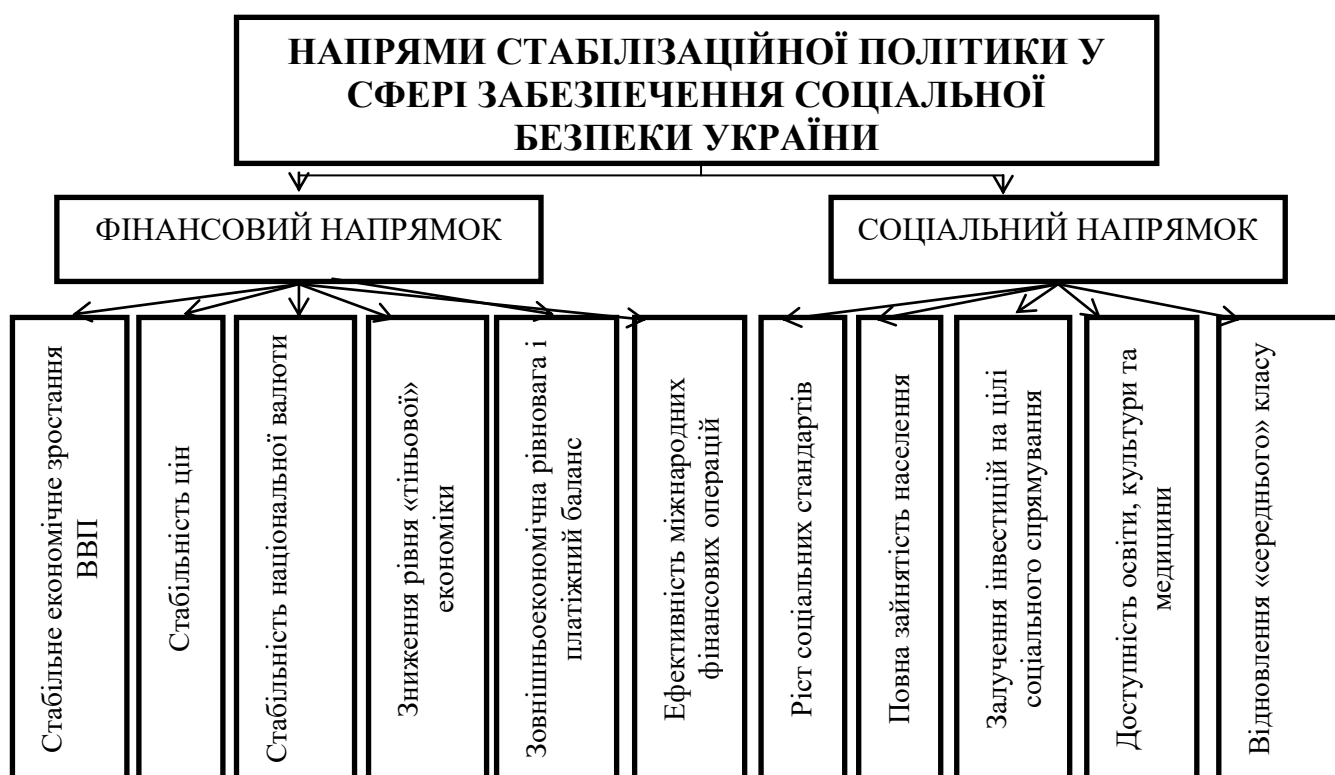 НАПРЯМИ СТАБІЛІЗАЦІЙНОЇ ПОЛІТИКИ У
СФЕРІ ЗАБЕЗПЕЧЕННЯ СОЦІАЛЬНОЇ
БЕЗПЕКИ УКРАЇНИ
ФІНАНСОВИЙ НАПРЯМОК
СОЦІАЛЬНИЙ НАПРЯМОК
Стабільне економічне зростання
ВВП
Стабільність цін
Стабільність національної валюти
Зниження рівня «тіньової»
економіки
Зовнішньоекономічна рівновага і
платіжний баланс
Ефективність міжнародних
фінансових операцій
Ріст соціальних стандартів
Повна зайнятість населення
Залучення інвестицій на цілі
соціального спрямування
Доступність освіти, культури та
медицини
Відновлення «середнього» класу